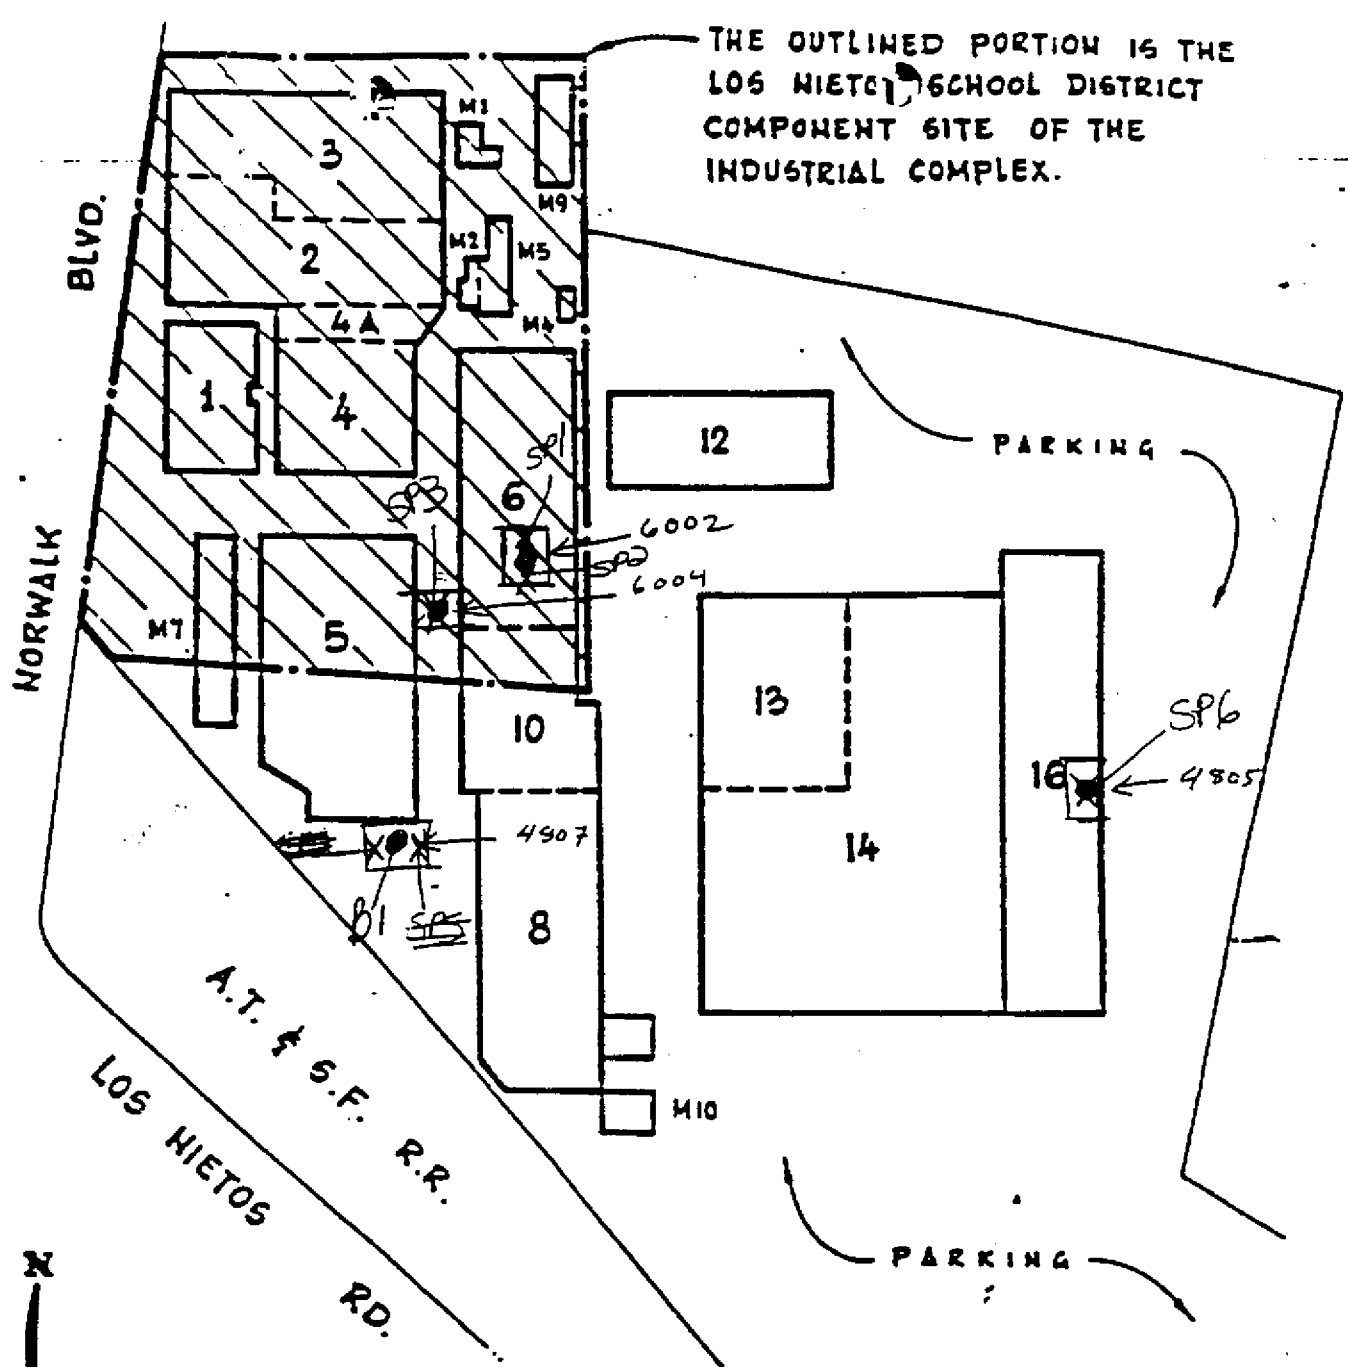 THE OUTLINED PORTION IS THE
LOS NIETOS SCHOOL DISTRICT
COMPONENT SITE OF THE
INDUSTRIAL COMPLEX.
M1
3
M9
BLVD.
M2
M5
2
4A
M4
1
4
12
PARKING
SP1
6
SP3
6002
SP2
6004
NORWALK
M7
5
13
10
SP6
16
4805
4807
14
B1
SP5
8
A.T. & S.F. R.R.
LOS NIETOS RD.
M10
N
PARKING